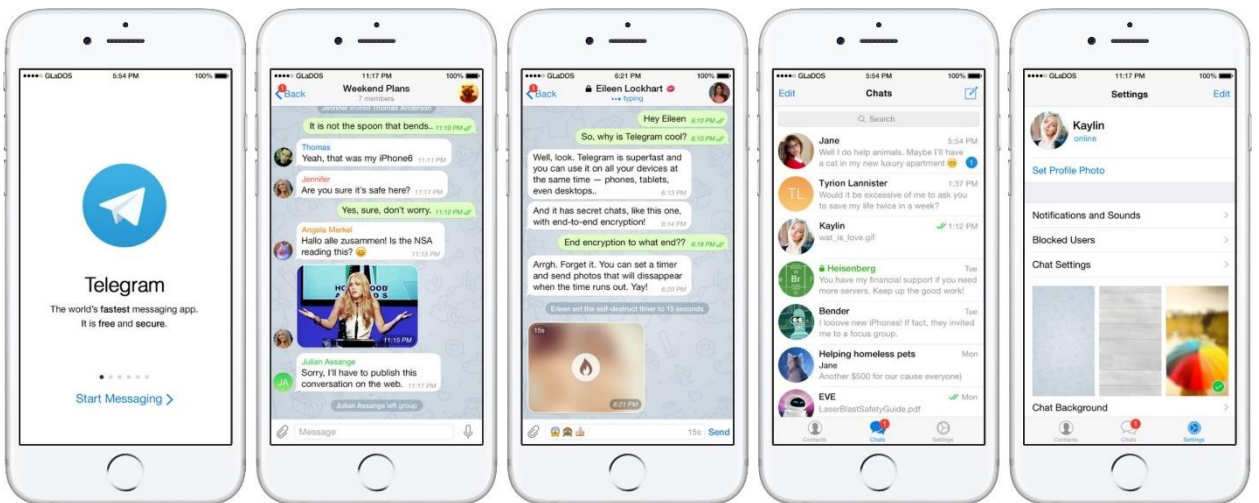 GLaDOS 5:54 PM 100%
Telegram
The world's fastest messaging app.
It is free and secure.
Start Messaging
GLaDOS 11:17 PM 100%
1
Back
Weekend Plans
7 members
Jennifer invited Thomas Anderson
It is not the spoon that bends.. 11:10 PM
Thomas
Yeah, that was my iPhone6 11:11 PM
Jennifer
Are you sure it's safe here? 11:11 PM
Yes, sure, don't worry. 11:12 PM
Angela Merkel
Hallo alle zusammen! Is the NSA
reading this? 😄 11:15 PM
11:15 PM
JA
Julian Assange
Sorry, I'll have to publish this
conversation on the web. 11:17 PM
Julian Assange left group
Message
GLaDOS 6:21 PM 100%
1
Back
Eileen Lockhart 💋
typing
Hey Eileen 6:10 PM
So, why is Telegram cool? 6:10 PM
Well, look. Telegram is superfast and
you can use it on all your devices at
the same time — phones, tablets,
even desktops.. 6:13 PM
And it has secret chats, like this one,
with end-to-end encryption! 6:14 PM
End encryption to what end?? 6:16 PM
Arrgh. Forget it. You can set a timer
and send photos that will dissappear
when the time runs out. Yay! 6:20 PM
Eileen set the self-destruct timer to 15 seconds
15s
6:21 PM
😱🙈👍 15s Send
GLaDOS 5:54 PM 100%
Edit Chats
Search
Jane 5:54 PM
Well I do help animals. Maybe I'll have
a cat in my new luxury apartment 😊 1
TL
Tyrion Lannister 1:37 PM
Would it be excessive of me to ask you
to save my life twice in a week?
Kaylin 1:12 PM
wat_is_love.gif
Br
Heisenberg Tue
You have my financial support if you need
more servers. Keep up the good work!
Bender Tue
I looove new iPhones! If fact, they invited
me to a focus group.
Helping homeless pets Mon
Jane
Another $500 for our cause everyone)
EVE Mon
LaserBlastSafetyGuide.pdf
1
Contacts Chats Settings
GLaDOS 11:17 PM 100%
Settings Edit
Kaylin
online
Set Profile Photo
Notifications and Sounds
Blocked Users
Chat Settings
Chat Background
1
Contacts Chats Settings